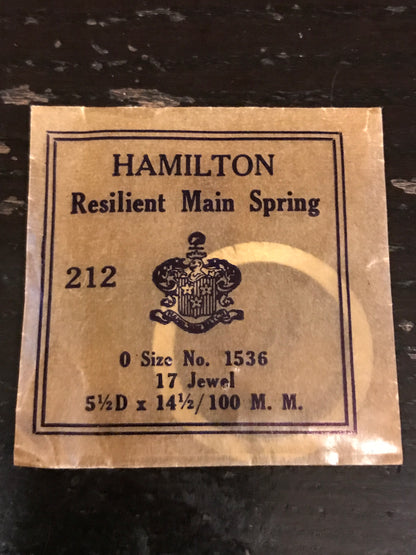 HAMILTON
Resilient Main Spring
212
0 Size No. 1536
17 Jewel
5½D x 14½/100 M. M.